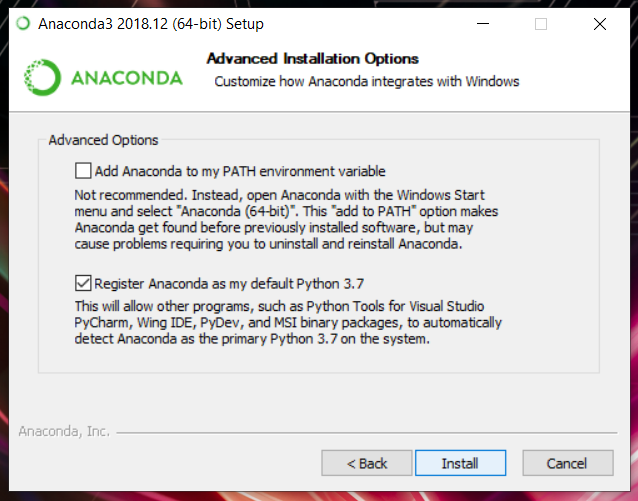 Anaconda3 2018.12 (64-bit) Setup
ANACONDA
Advanced Installation Options
Customize how Anaconda integrates with Windows
Advanced Options
Add Anaconda to my PATH environment variable
Not recommended. Instead, open Anaconda with the Windows Start
menu and select "Anaconda (64-bit)". This "add to PATH" option makes
Anaconda get found before previously installed software, but may
cause problems requiring you to uninstall and reinstall Anaconda.
Register Anaconda as my default Python 3.7
This will allow other programs, such as Python Tools for Visual Studio
PyCharm, Wing IDE, PyDev, and MSI binary packages, to automatically
detect Anaconda as the primary Python 3.7 on the system.
Anaconda, Inc.
< Back Install Cancel